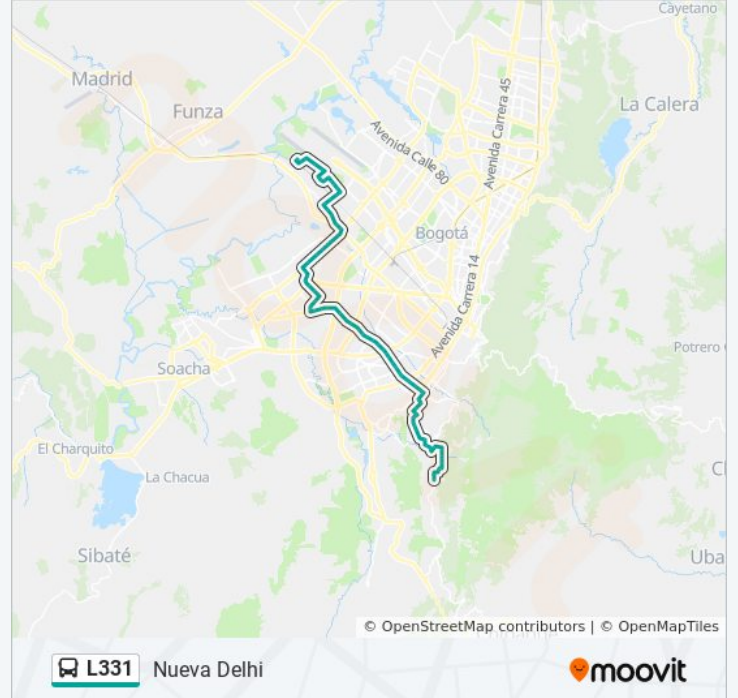 Cayetano
Madrid
Funza
La Calera
Avenida Calle 80
Avenida Carrera 45
Bogotá
Avenida Carrera 14
Potrero
Soacha
El Charquito
La Chacua
Sibaté
Uba
© OpenStreetMap contributors | © OpenMapTiles
L331 Nueva Delhi
moovit